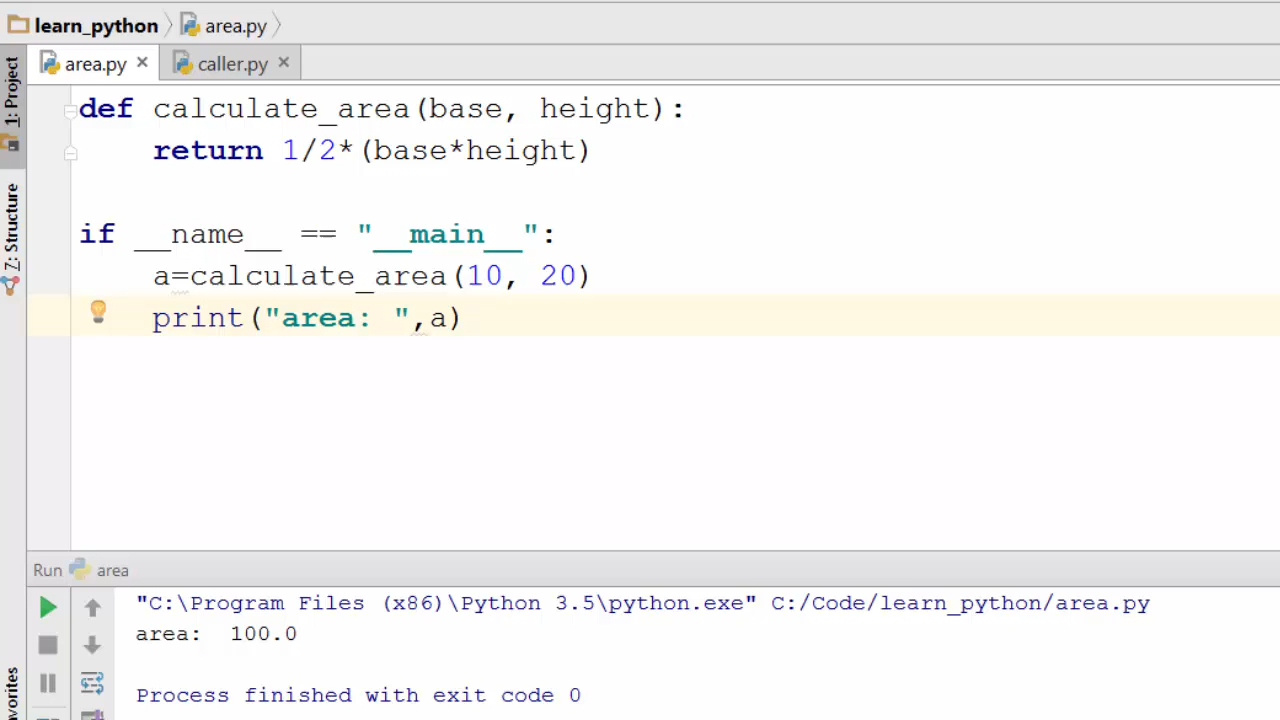 learn_python area.py
area.py caller.py
1: Project
7: Structure
avorites
def calculate_area(base, height):
    return 1/2*(base*height)
if __name__ == "__main__":
    a=calculate_area(10, 20)
    print("area: ",a)
Run area
"C:\Program Files (x86)\Python 3.5\python.exe" C:/Code/learn_python/area.py
area:  100.0
Process finished with exit code 0